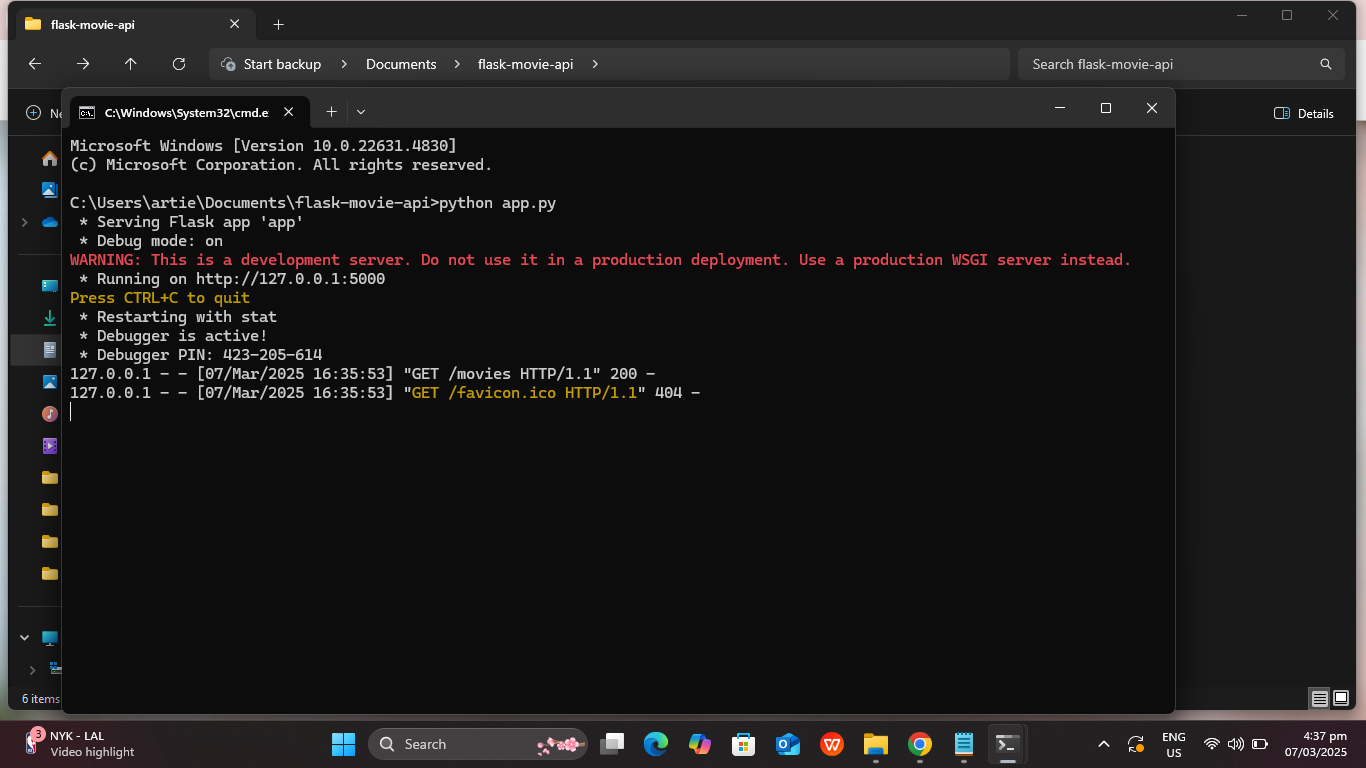 flask-movie-api
Start backup > Documents > flask-movie-api >
Search flask-movie-api
Ne
Details
C:\Windows\System32\cmd.e
Microsoft Windows [Version 10.0.22631.4830]
(c) Microsoft Corporation. All rights reserved.
C:\Users\artie\Documents\flask-movie-api>python app.py
* Serving Flask app 'app'
* Debug mode: on
WARNING: This is a development server. Do not use it in a production deployment. Use a production WSGI server instead.
* Running on http://127.0.0.1:5000
Press CTRL+C to quit
* Restarting with stat
* Debugger is active!
* Debugger PIN: 423-205-614
127.0.0.1 - - [07/Mar/2025 16:35:53] "GET /movies HTTP/1.1" 200 -
127.0.0.1 - - [07/Mar/2025 16:35:53] "GET /favicon.ico HTTP/1.1" 404 -
6 items
3
NYK - LAL
Video highlight
Search
ENG
US
4:37 pm
07/03/2025